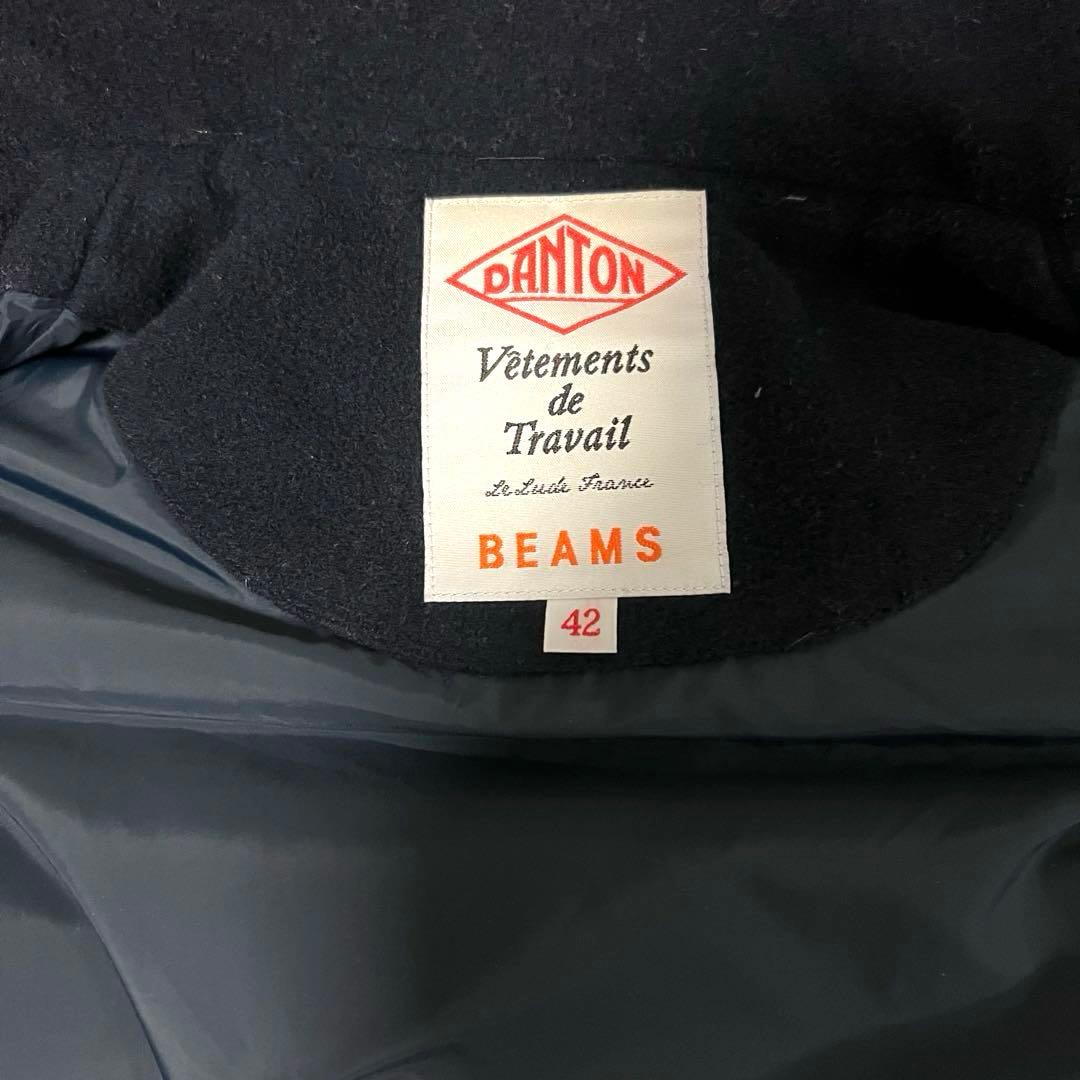 DANTON
Vêtements
de
Travail
Le Lude France
BEAMS
42